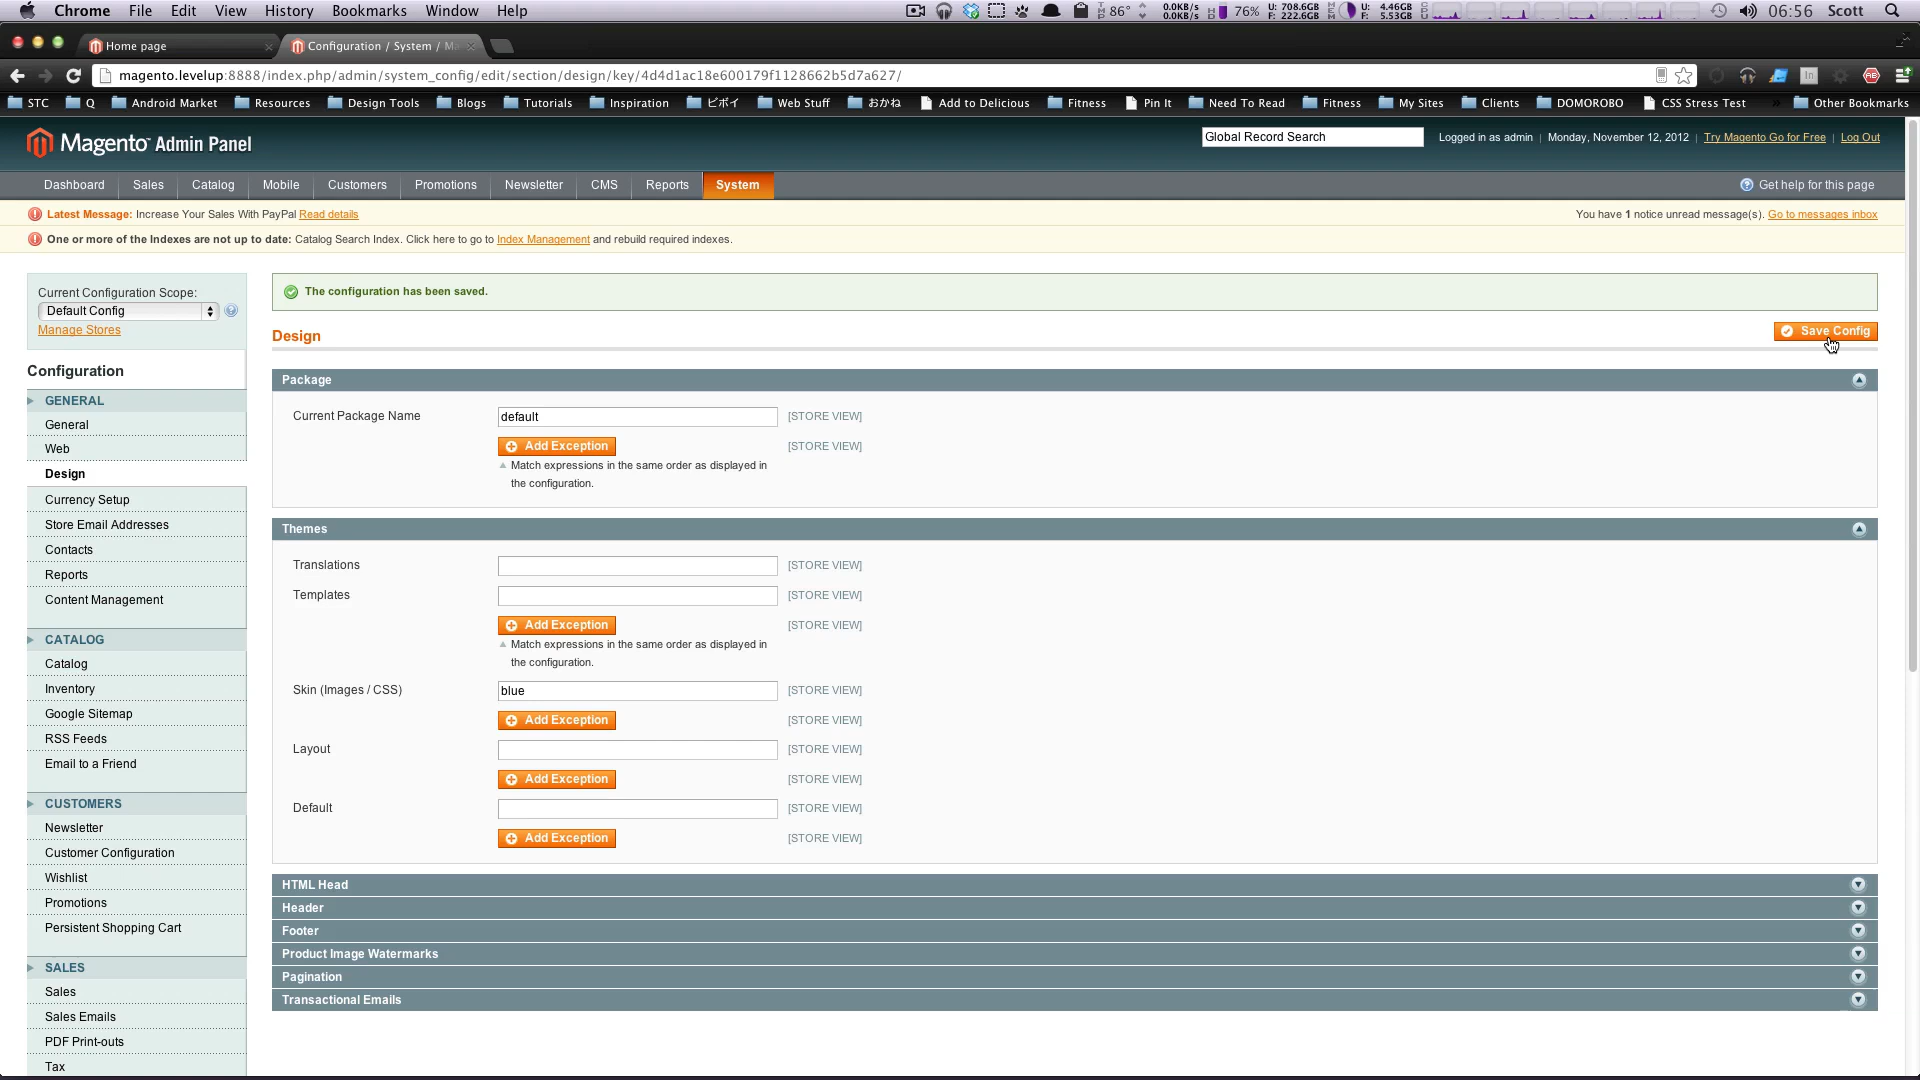 Chrome File Edit View History Bookmarks Window Help 86° 0.0KB/s 0.0KB/s 76% U: 708.6GB F: 222.6GB U: 4.46GB F: 5.53GB 06:56 Scott
Home page Configuration / System / M
magento.levelup:8888/index.php/admin/system_config/edit/section/design/key/4d4d1ac18e600179f1128662b5d7a627/
STC Q Android Market Resources Design Tools Blogs Tutorials Inspiration ビボイ Web Stuff おかね Add to Delicious Fitness Pin It Need To Read Fitness My Sites Clients DOMOROBO CSS Stress Test » Other Bookmarks
Magento Admin Panel Global Record Search Logged in as admin | Monday, November 12, 2012 | Try Magento Go for Free | Log Out
Dashboard Sales Catalog Mobile Customers Promotions Newsletter CMS Reports System Get help for this page
Latest Message: Increase Your Sales With PayPal Read details You have 1 notice unread message(s). Go to messages inbox
One or more of the Indexes are not up to date: Catalog Search Index. Click here to go to Index Management and rebuild required indexes.
Current Configuration Scope:
Default Config
Manage Stores
Configuration
GENERAL
General
Web
Design
Currency Setup
Store Email Addresses
Contacts
Reports
Content Management
CATALOG
Catalog
Inventory
Google Sitemap
RSS Feeds
Email to a Friend
CUSTOMERS
Newsletter
Customer Configuration
Wishlist
Promotions
Persistent Shopping Cart
SALES
Sales
Sales Emails
PDF Print-outs
Tax
The configuration has been saved.
Design Save Config
Package
Current Package Name default [STORE VIEW]
Add Exception [STORE VIEW]
Match expressions in the same order as displayed in
the configuration.
Themes
Translations [STORE VIEW]
Templates [STORE VIEW]
Add Exception [STORE VIEW]
Match expressions in the same order as displayed in
the configuration.
Skin (Images / CSS) blue [STORE VIEW]
Add Exception [STORE VIEW]
Layout [STORE VIEW]
Add Exception [STORE VIEW]
Default [STORE VIEW]
Add Exception [STORE VIEW]
HTML Head
Header
Footer
Product Image Watermarks
Pagination
Transactional Emails